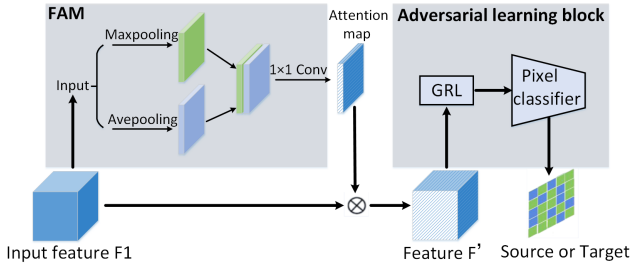 FAM
Maxpooling
Input
Avepooling
1×1 Conv
Attention
map
Adversarial learning block
GRL
Pixel
classifier
Input feature F1
Feature F’
Source or Target